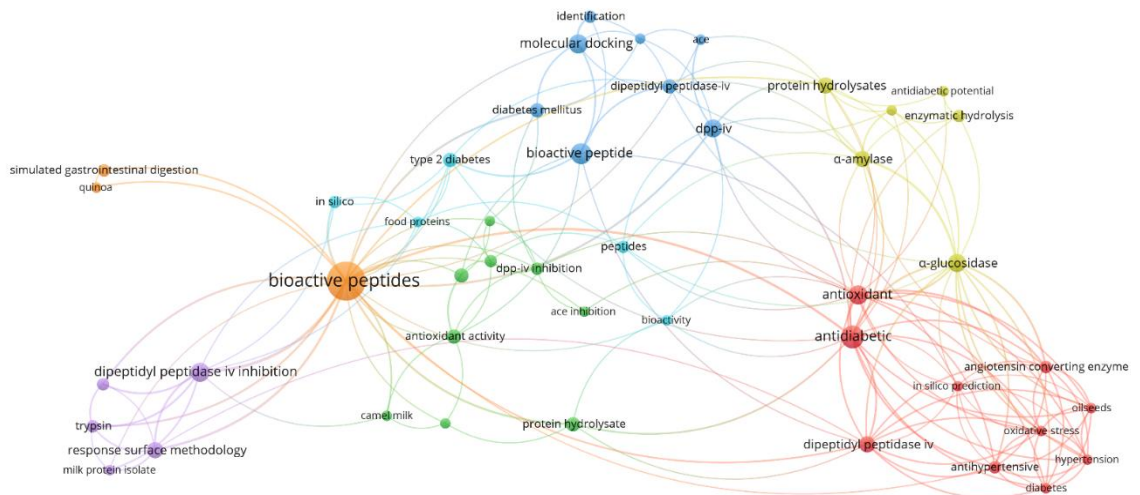 identification
molecular docking
ace
dipeptidyl peptidase-iv
protein hydrolysates
antidiabetic potential
diabetes mellitus
enzymatic hydrolysis
dpp-iv
bioactive peptide
type 2 diabetes
α-amylase
simulated gastrointestinal digestion
quinoa
in silico
food proteins
peptides
dpp-iv inhibition
α-glucosidase
bioactive peptides
antioxidant
ace inhibition
bioactivity
antioxidant activity
antidiabetic
dipeptidyl peptidase iv inhibition
angiotensin converting enzyme
in silico prediction
oilseeds
camel milk
trypsin
protein hydrolysate
oxidative stress
dipeptidyl peptidase iv
response surface methodology
hypertension
milk protein isolate
antihypertensive
diabetes